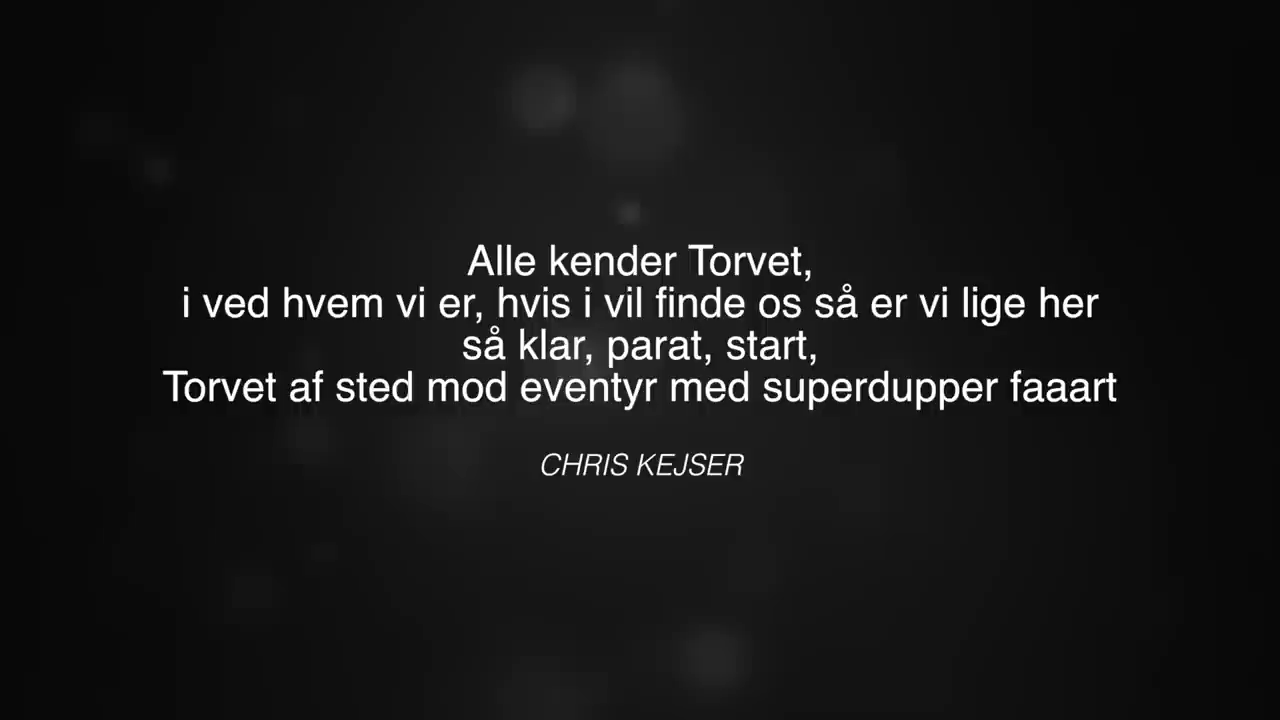 Alle kender Torvet,
i ved hvem vi er, hvis i vil finde os så er vi lige her
så klar, parat, start,
Torvet af sted mod eventyr med superdupper faaart
CHRIS KEJSER